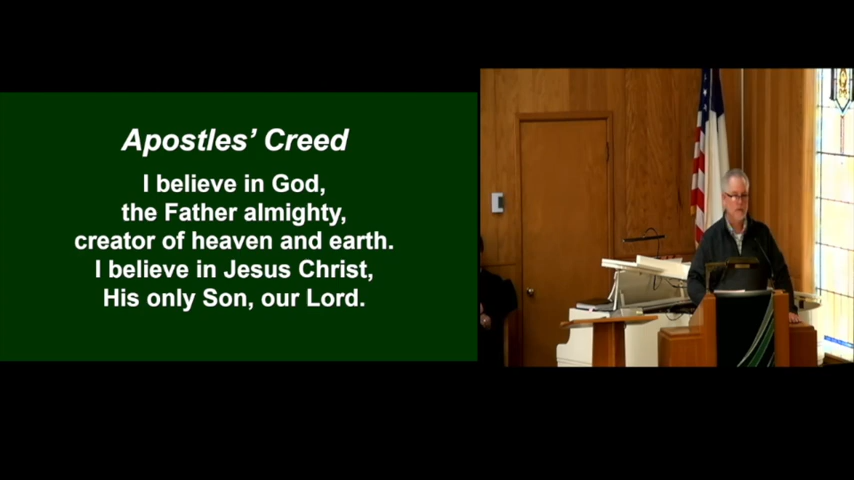 Apostles’ Creed
I believe in God,
the Father almighty,
creator of heaven and earth.
I believe in Jesus Christ,
His only Son, our Lord.